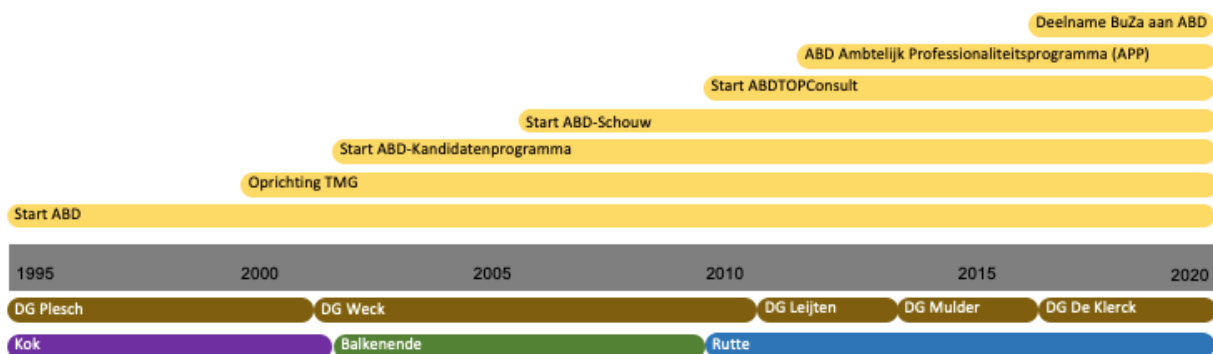 Deelname BuZa aan ABD
ABD Ambtelijk Professionaliteitsprogramma (APP)
Start ABDTOPConsult
Start ABD-Schouw
Start ABD-Kandidatenprogramma
Oprichting TMG
Start ABD
1995 2000 2005 2010 2015 2020
DG Plesch DG Weck DG Leijten DG Mulder DG De Klerck
Kok Balkenende Rutte